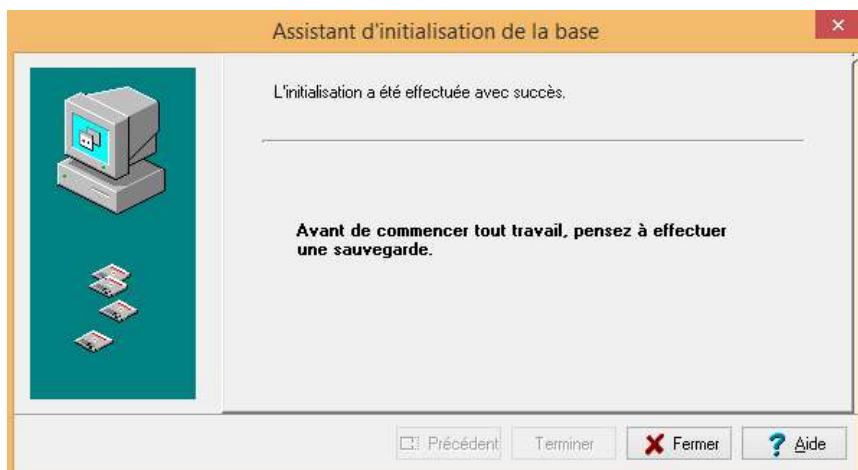 Assistant d'initialisation de la base
L'initialisation a été effectuée avec succès.
Avant de commencer tout travail, pensez à effectuer
une sauvegarde.
Précédent Terminer Fermer Aide